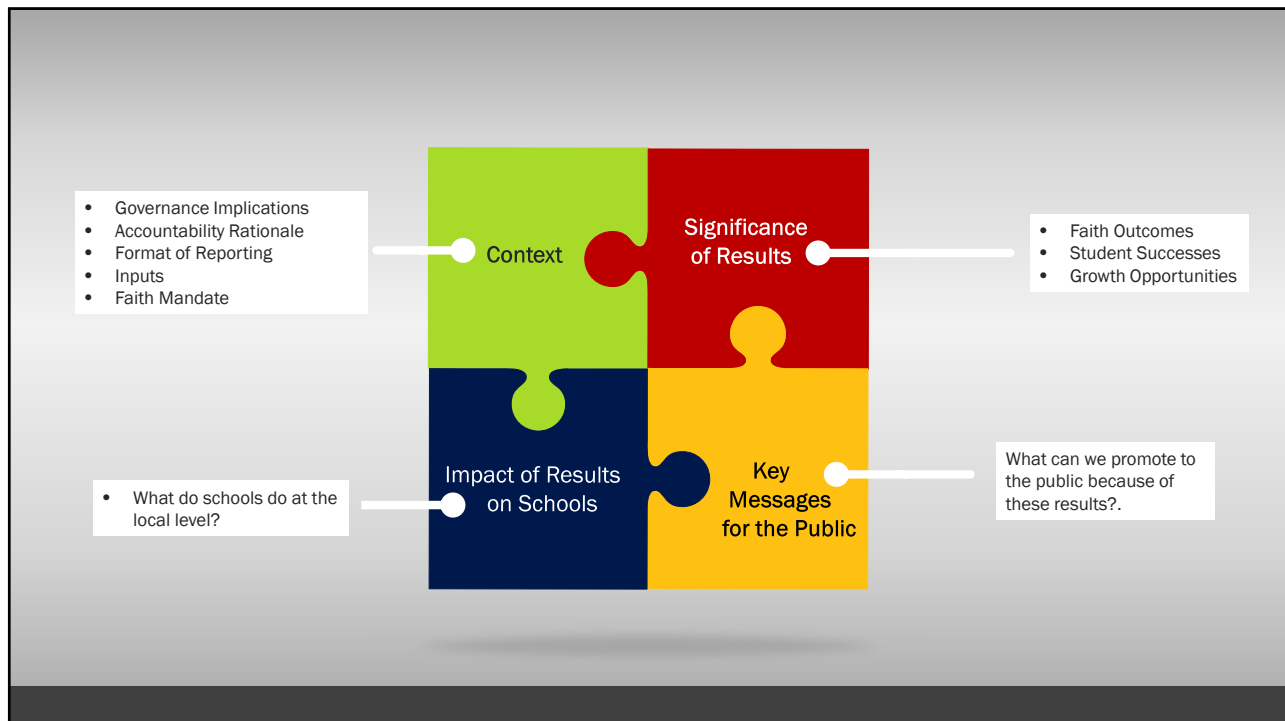 • Governance Implications
• Accountability Rationale
• Format of Reporting
• Inputs
• Faith Mandate
Context
Significance
of Results
• Faith Outcomes
• Student Successes
• Growth Opportunities
• What do schools do at the
local level?
Impact of Results
on Schools
Key
Messages
for the Public
What can we promote to
the public because of
these results?.